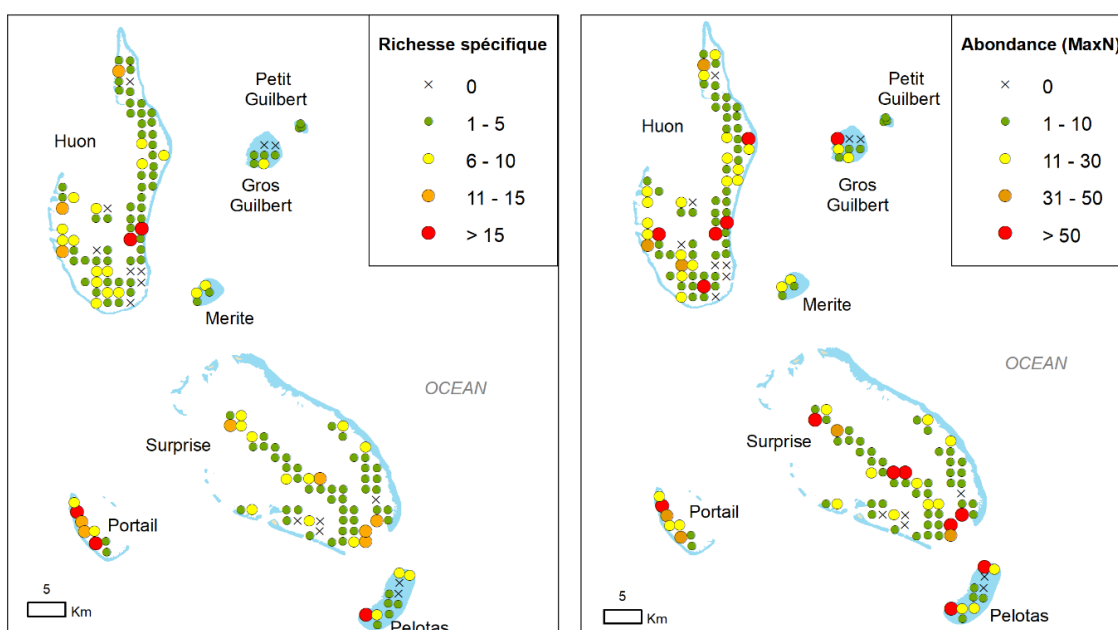 Richesse spécifique
× 0
1 - 5
6 - 10
11 - 15
> 15
Petit
Guilbert
Huon
Gros
Guilbert
Merite
OCEAN
Surprise
Portail
5
Km
Pelotas
Abondance (MaxN)
× 0
1 - 10
11 - 30
31 - 50
> 50
Petit
Guilbert
Huon
Gros
Guilbert
Merite
OCEAN
Surprise
Portail
5
Km
Pelotas